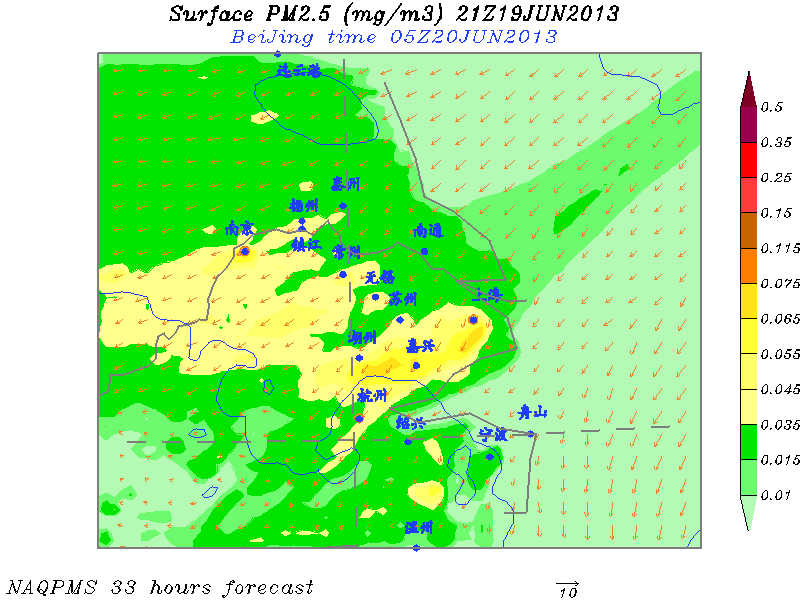 Surface PM2.5 (mg/m3) 21Z19JUN2013
BeiJing time 05Z20JUN2013
连云港
泰州
扬州
南京
镇江
南通
常州
无锡
苏州
上海
湖州
嘉兴
杭州
绍兴
舟山
宁波
温州
0.5
0.35
0.25
0.15
0.115
0.075
0.065
0.055
0.045
0.035
0.015
0.01
NAQPMS 33 hours forecast
10